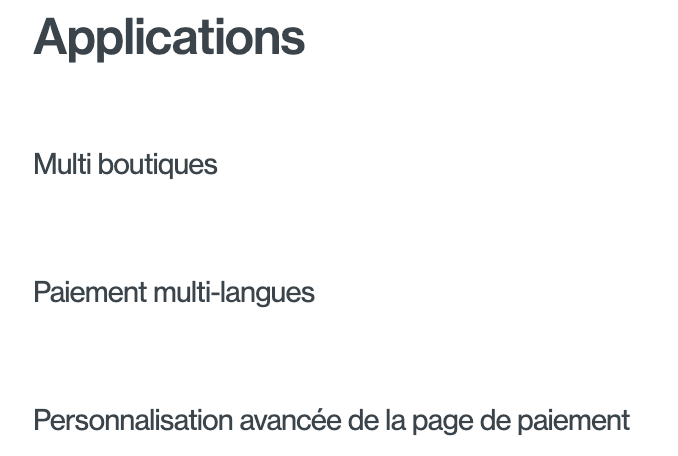 Applications
Multi boutiques
Paiement multi-langues
Personnalisation avancée de la page de paiement